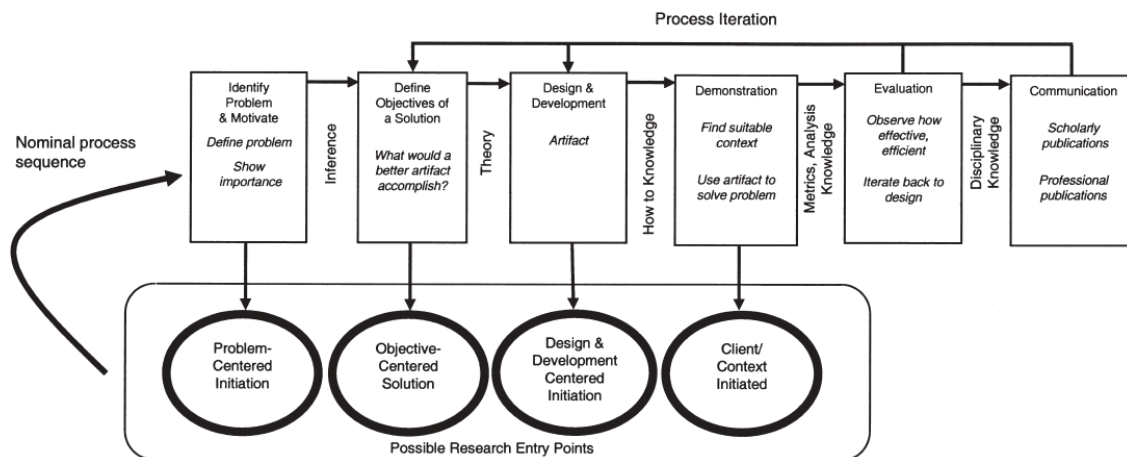 Process Iteration
Nominal process
sequence
Identify
Problem
& Motivate
Define problem
Show
importance
Inference
Define
Objectives of
a Solution
What would a
better artifact
accomplish?
Theory
Design &
Development
Artifact
How to Knowledge
Demonstration
Find suitable
context
Use artifact to
solve problem
Metrics, Analysis
Knowledge
Evaluation
Observe how
effective,
efficient
Iterate back to
design
Disciplinary
Knowledge
Communication
Scholarly
publications
Professional
publications
Problem-
Centered
Initiation
Objective-
Centered
Solution
Design &
Development
Centered
Initiation
Client/
Context
Initiated
Possible Research Entry Points